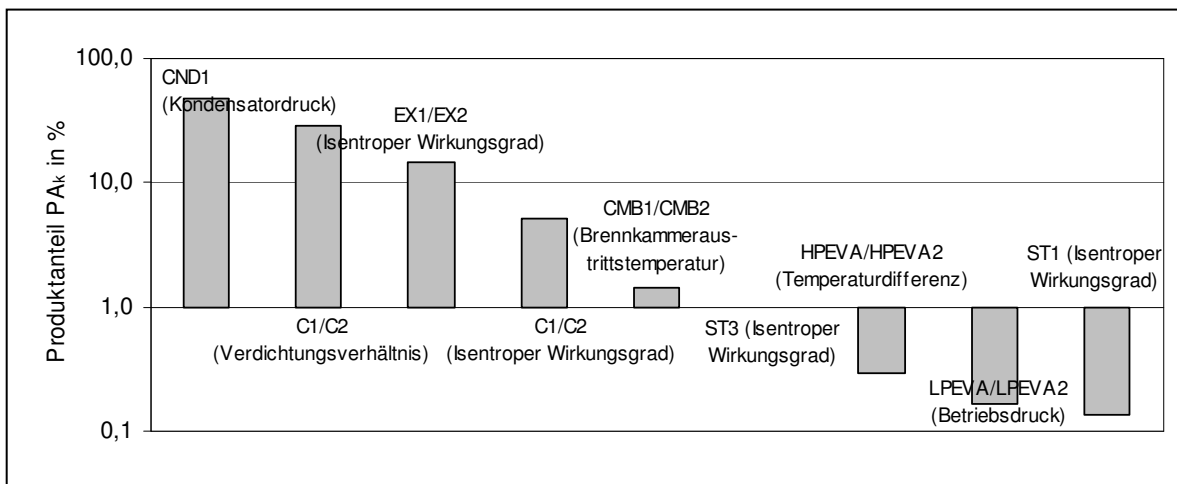 Produktanteil PAk in %
100,0
10,0
1,0
0,1
CND1
(Kondensatordruck)
C1/C2
(Verdichtungsverhältnis)
EX1/EX2
(Isentroper Wirkungsgrad)
C1/C2
(Isentroper Wirkungsgrad)
CMB1/CMB2
(Brennkammeraus-
trittstemperatur)
ST3 (Isentroper
Wirkungsgrad)
HPEVA/HPEVA2
(Temperaturdifferenz)
LPEVA/LPEVA2
(Betriebsdruck)
ST1 (Isentroper
Wirkungsgrad)